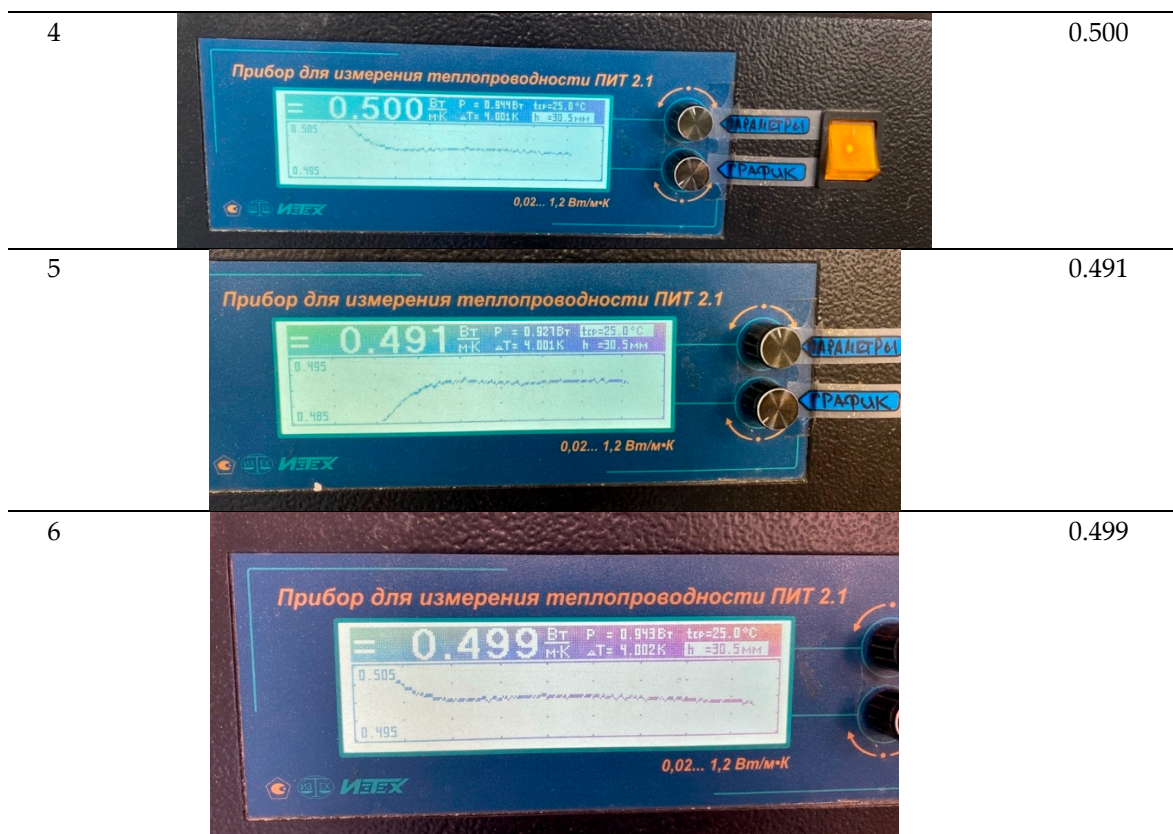 4
0.500
Прибор для измерения теплопроводности ПИТ 2.1
= 0.500 Вт/м·К P = 0.944Вт tср=25.0°C
▵T= 4.001K h =30.5мм
0.505
0.495
ПАРАМЕТРЫ
ГРАФИК
0,02... 1,2 Вт/м•К
ИЗТЕХ
5
0.491
Прибор для измерения теплопроводности ПИТ 2.1
= 0.491 Вт/м·К P = 0.927Вт tср=25.0°C
▵T= 4.001K h =30.5мм
0.495
0.485
ПАРАМЕТРЫ
ГРАФИК
0,02... 1,2 Вт/м•К
ИЗТЕХ
6
0.499
Прибор для измерения теплопроводности ПИТ 2.1
= 0.499 Вт/м·К P = 0.943Вт tср=25.0°C
▵T= 4.002K h =30.5мм
0.505
0.495
0,02... 1,2 Вт/м•К
ИЗТЕХ